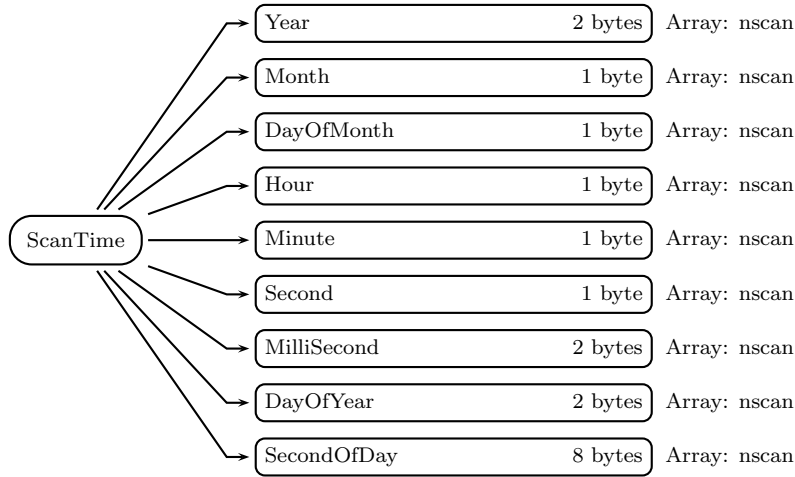 Year 2 bytes Array: nscan
Month 1 byte Array: nscan
DayOfMonth 1 byte Array: nscan
Hour 1 byte Array: nscan
ScanTime
Minute 1 byte Array: nscan
Second 1 byte Array: nscan
MilliSecond 2 bytes Array: nscan
DayOfYear 2 bytes Array: nscan
SecondOfDay 8 bytes Array: nscan